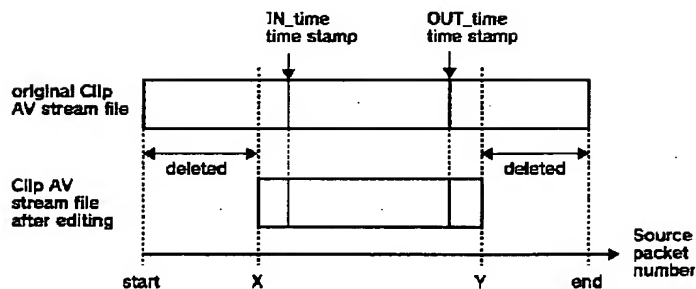 IN_time
time stamp
OUT_time
time stamp
original Clip
AV stream file
deleted
deleted
Clip AV
stream file
after editing
Source
packet
number
start
X
Y
end